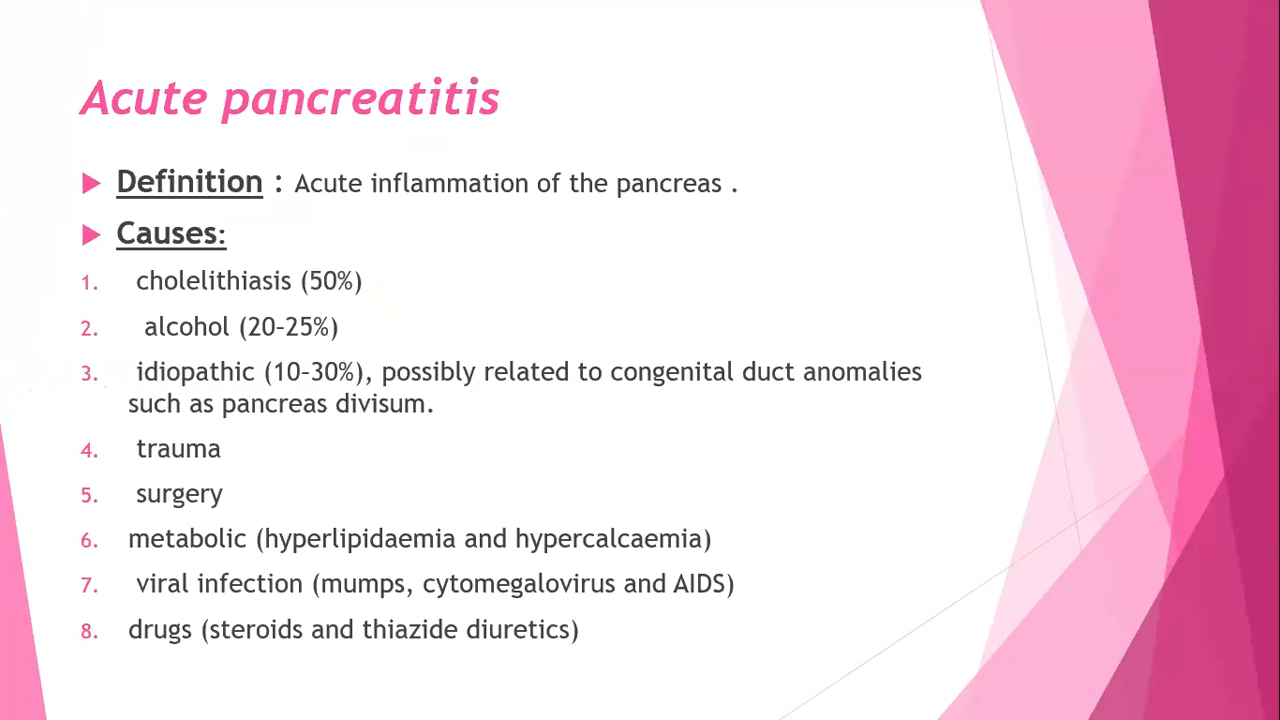 Acute pancreatitis
Definition : Acute inflammation of the pancreas .
Causes:
1. cholelithiasis (50%)
2. alcohol (20–25%)
3. idiopathic (10–30%), possibly related to congenital duct anomalies
such as pancreas divisum.
4. trauma
5. surgery
6. metabolic (hyperlipidaemia and hypercalcaemia)
7. viral infection (mumps, cytomegalovirus and AIDS)
8. drugs (steroids and thiazide diuretics)